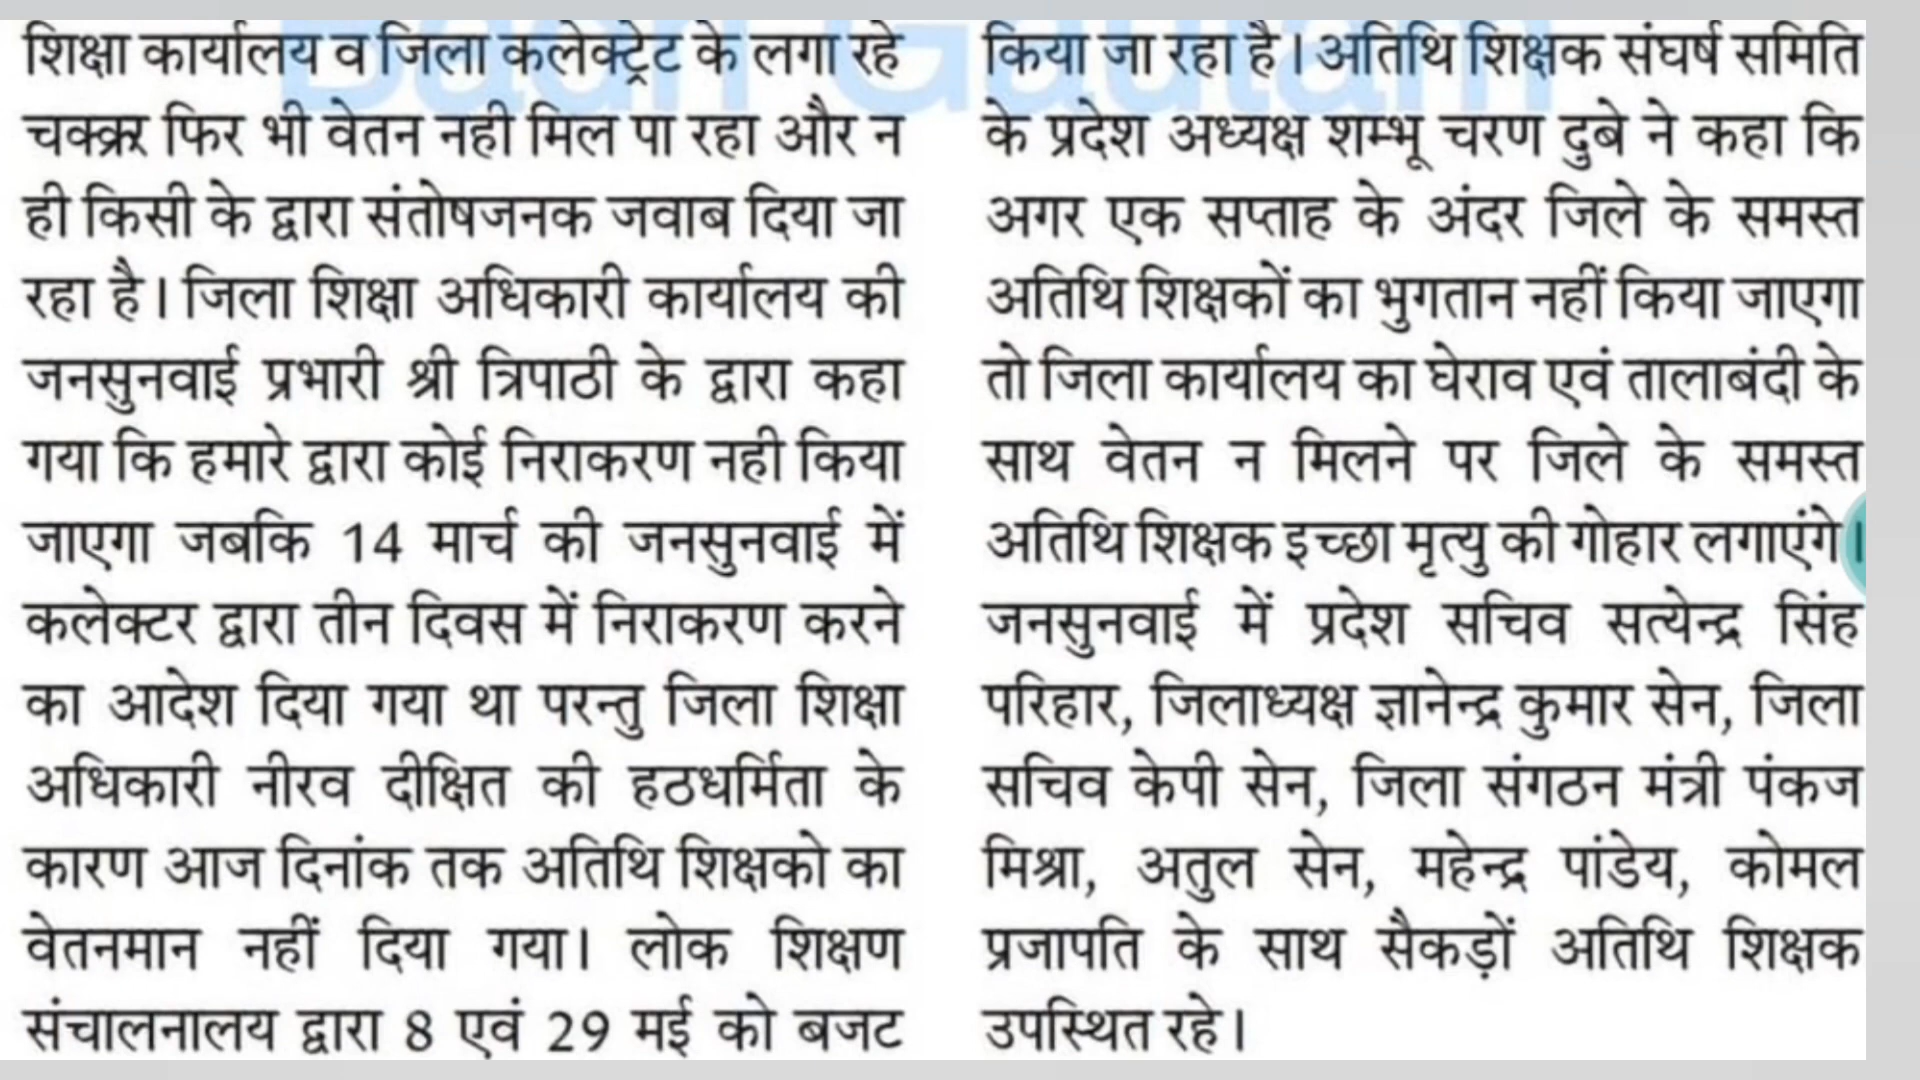 शिक्षा कार्यालय व जिला कलेक्ट्रेट के लगा रहे
चक्कर फिर भी वेतन नही मिल पा रहा और न
ही किसी के द्वारा संतोषजनक जवाब दिया जा
रहा है। जिला शिक्षा अधिकारी कार्यालय की
जनसुनवाई प्रभारी श्री त्रिपाठी के द्वारा कहा
गया कि हमारे द्वारा कोई निराकरण नही किया
जाएगा जबकि 14 मार्च की जनसुनवाई में
कलेक्टर द्वारा तीन दिवस में निराकरण करने
का आदेश दिया गया था परन्तु जिला शिक्षा
अधिकारी नीरव दीक्षित की हठधर्मिता के
कारण आज दिनांक तक अतिथि शिक्षको का
वेतनमान नहीं दिया गया। लोक शिक्षण
संचालनालय द्वारा 8 एवं 29 मई को बजट
किया जा रहा है। अतिथि शिक्षक संघर्ष समिति
के प्रदेश अध्यक्ष शम्भू चरण दुबे ने कहा कि
अगर एक सप्ताह के अंदर जिले के समस्त
अतिथि शिक्षकों का भुगतान नहीं किया जाएगा
तो जिला कार्यालय का घेराव एवं तालाबंदी के
साथ वेतन न मिलने पर जिले के समस्त
अतिथि शिक्षक इच्छा मृत्यु की गोहार लगाएंगे।
जनसुनवाई में प्रदेश सचिव सत्येन्द्र सिंह
परिहार, जिलाध्यक्ष ज्ञानेन्द्र कुमार सेन, जिला
सचिव केपी सेन, जिला संगठन मंत्री पंकज
मिश्रा, अतुल सेन, महेन्द्र पांडेय, कोमल
प्रजापति के साथ सैकड़ों अतिथि शिक्षक
उपस्थित रहे।